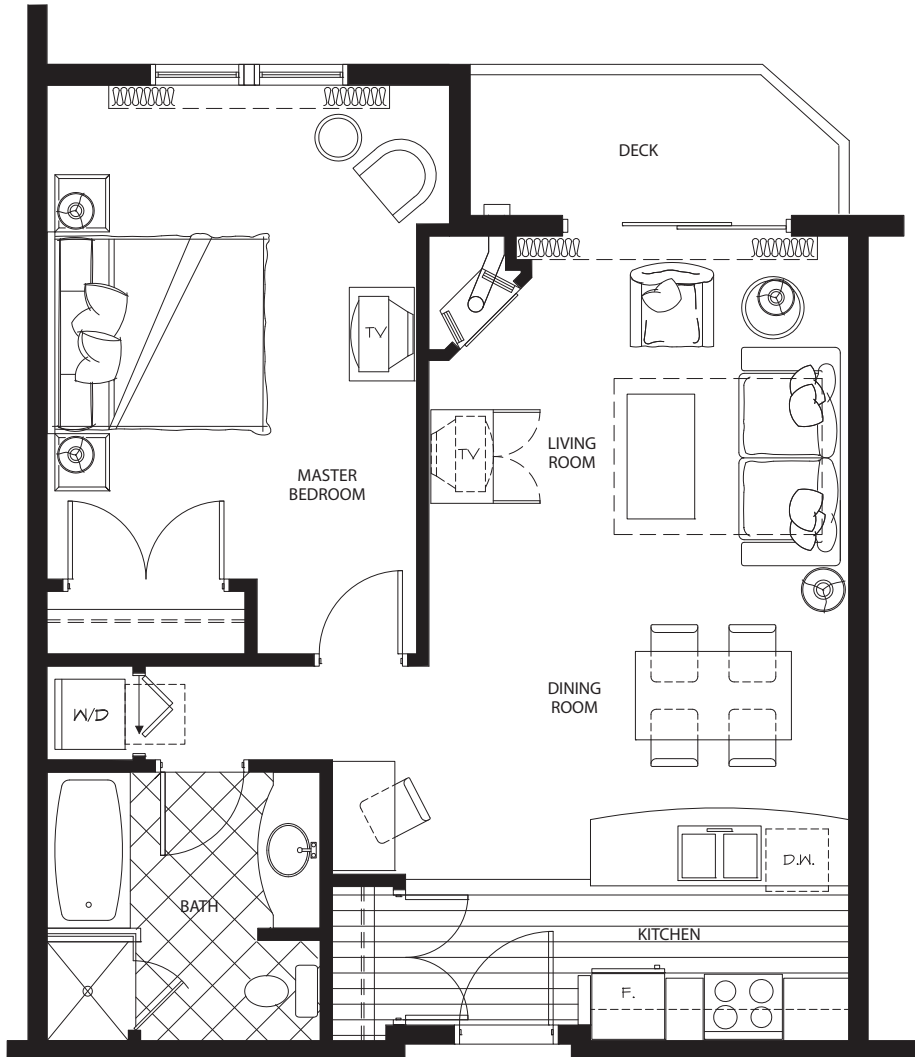 DECK
TV
TV
LIVING
ROOM
MASTER
BEDROOM
DINING
ROOM
W/D
D.W.
BATH
KITCHEN
F.